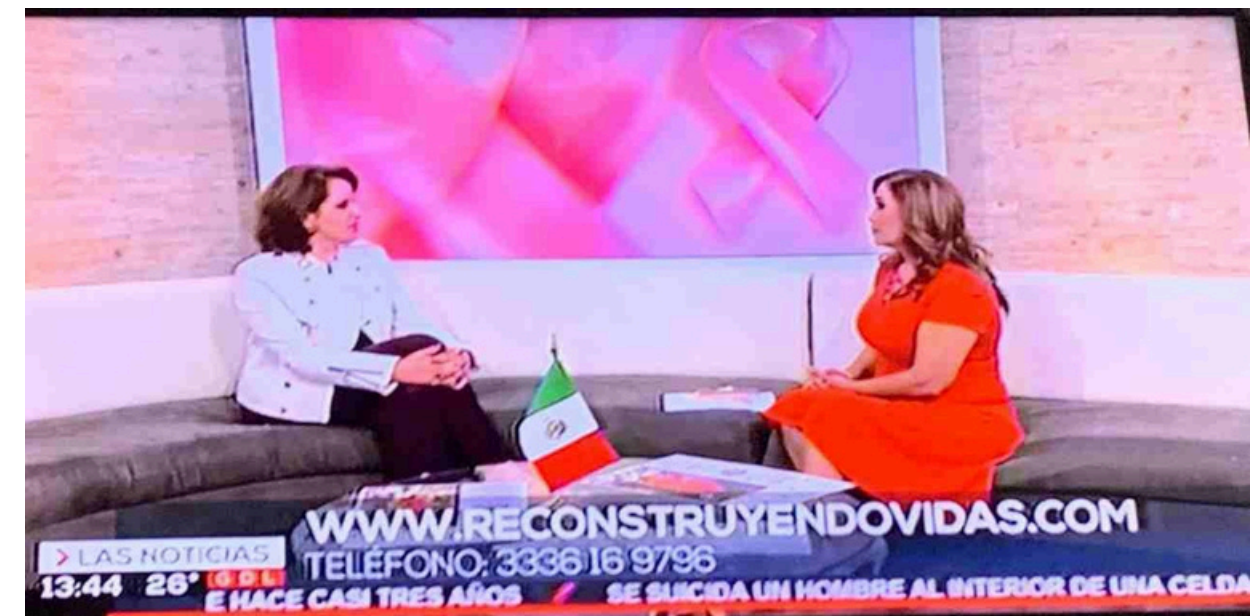 WWW.RECONSTRUYENDOVIDAS.COM
> LAS NOTICIAS
TELÉFONO: 3336 16 9796
13:44 26° GDL
E HACE CASI TRES AÑOS / SE SUICIDA UN HOMBRE AL INTERIOR DE UNA CELDA